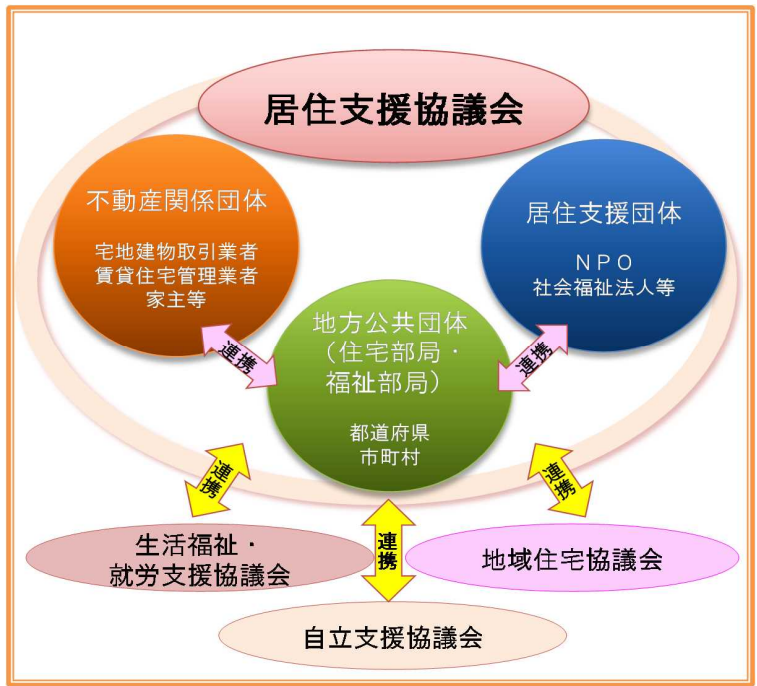 居住支援協議会
不動産関係団体
宅地建物取引業者
賃貸住宅管理業者
家主等
居住支援団体
ＮＰＯ
社会福祉法人等
地方公共団体
（住宅部局・
福祉部局）
都道府県
市町村
連携
連携
連携
連携
連携
生活福祉・
就労支援協議会
地域住宅協議会
自立支援協議会